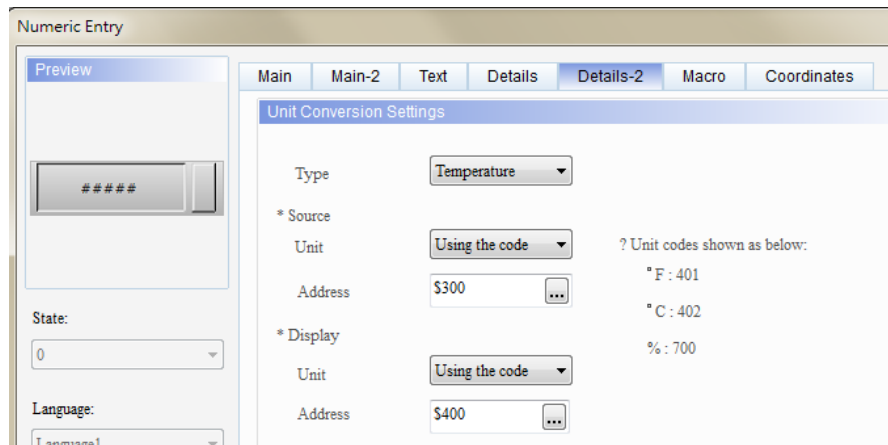 Numeric Entry
Preview
Main Main-2 Text Details Details-2 Macro Coordinates
Unit Conversion Settings
#####
Type Temperature
* Source
Unit Using the code
? Unit codes shown as below:
Address $300
°F : 401
°C : 402
% : 700
State:
0
* Display
Unit Using the code
Language:
Address $400
Language1